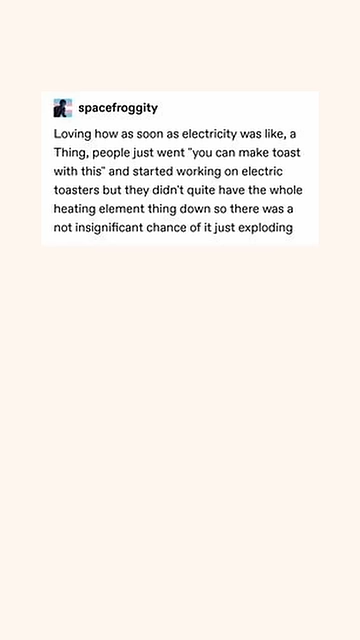 spacefroggity
Loving how as soon as electricity was like, a
Thing, people just went "you can make toast
with this" and started working on electric
toasters but they didn't quite have the whole
heating element thing down so there was a
not insignificant chance of it just exploding